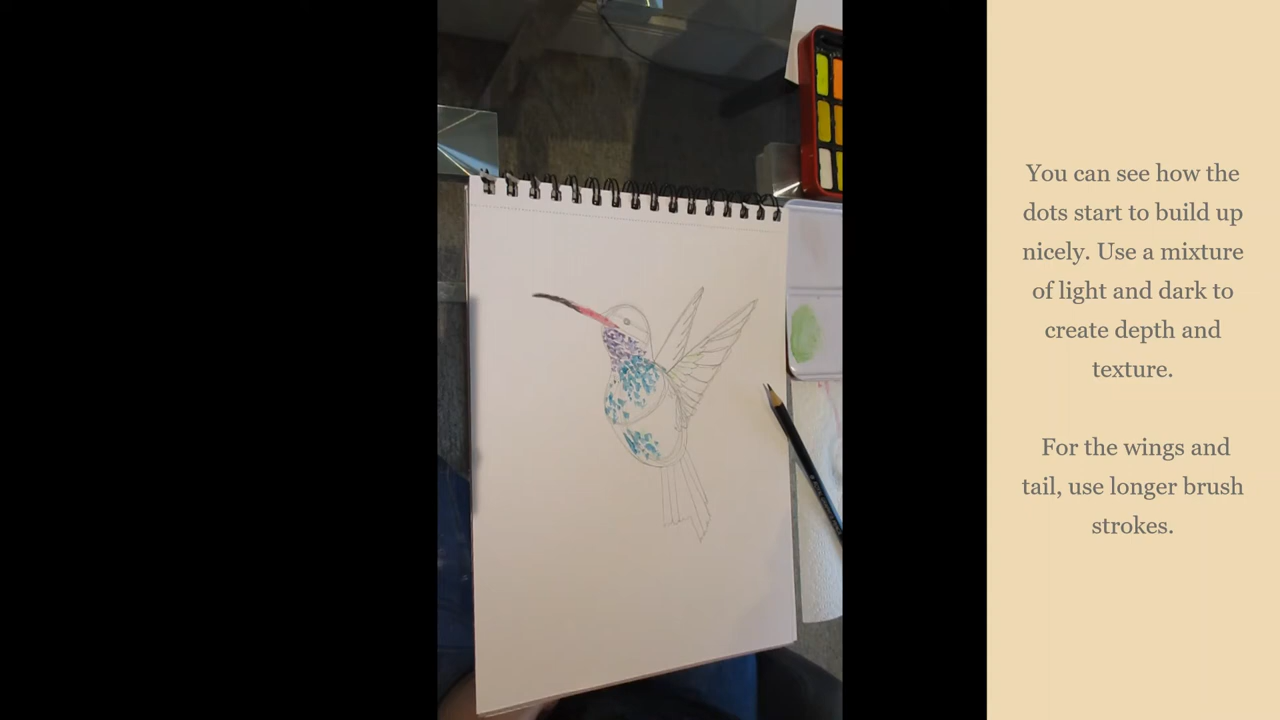 You can see how the
dots start to build up
nicely. Use a mixture
of light and dark to
create depth and
texture.
For the wings and
tail, use longer brush
strokes.